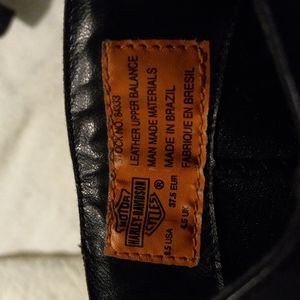 STOCK NO. 84333
LEATHER UPPER BALANCE
MAN MADE MATERIALS
MADE IN BRAZIL
FABRIQUE EN BRESIL
MOTOR
HARLEY-DAVIDSON
CYCLES
®
6.5 USA 37.5 EUR 4.5 UK